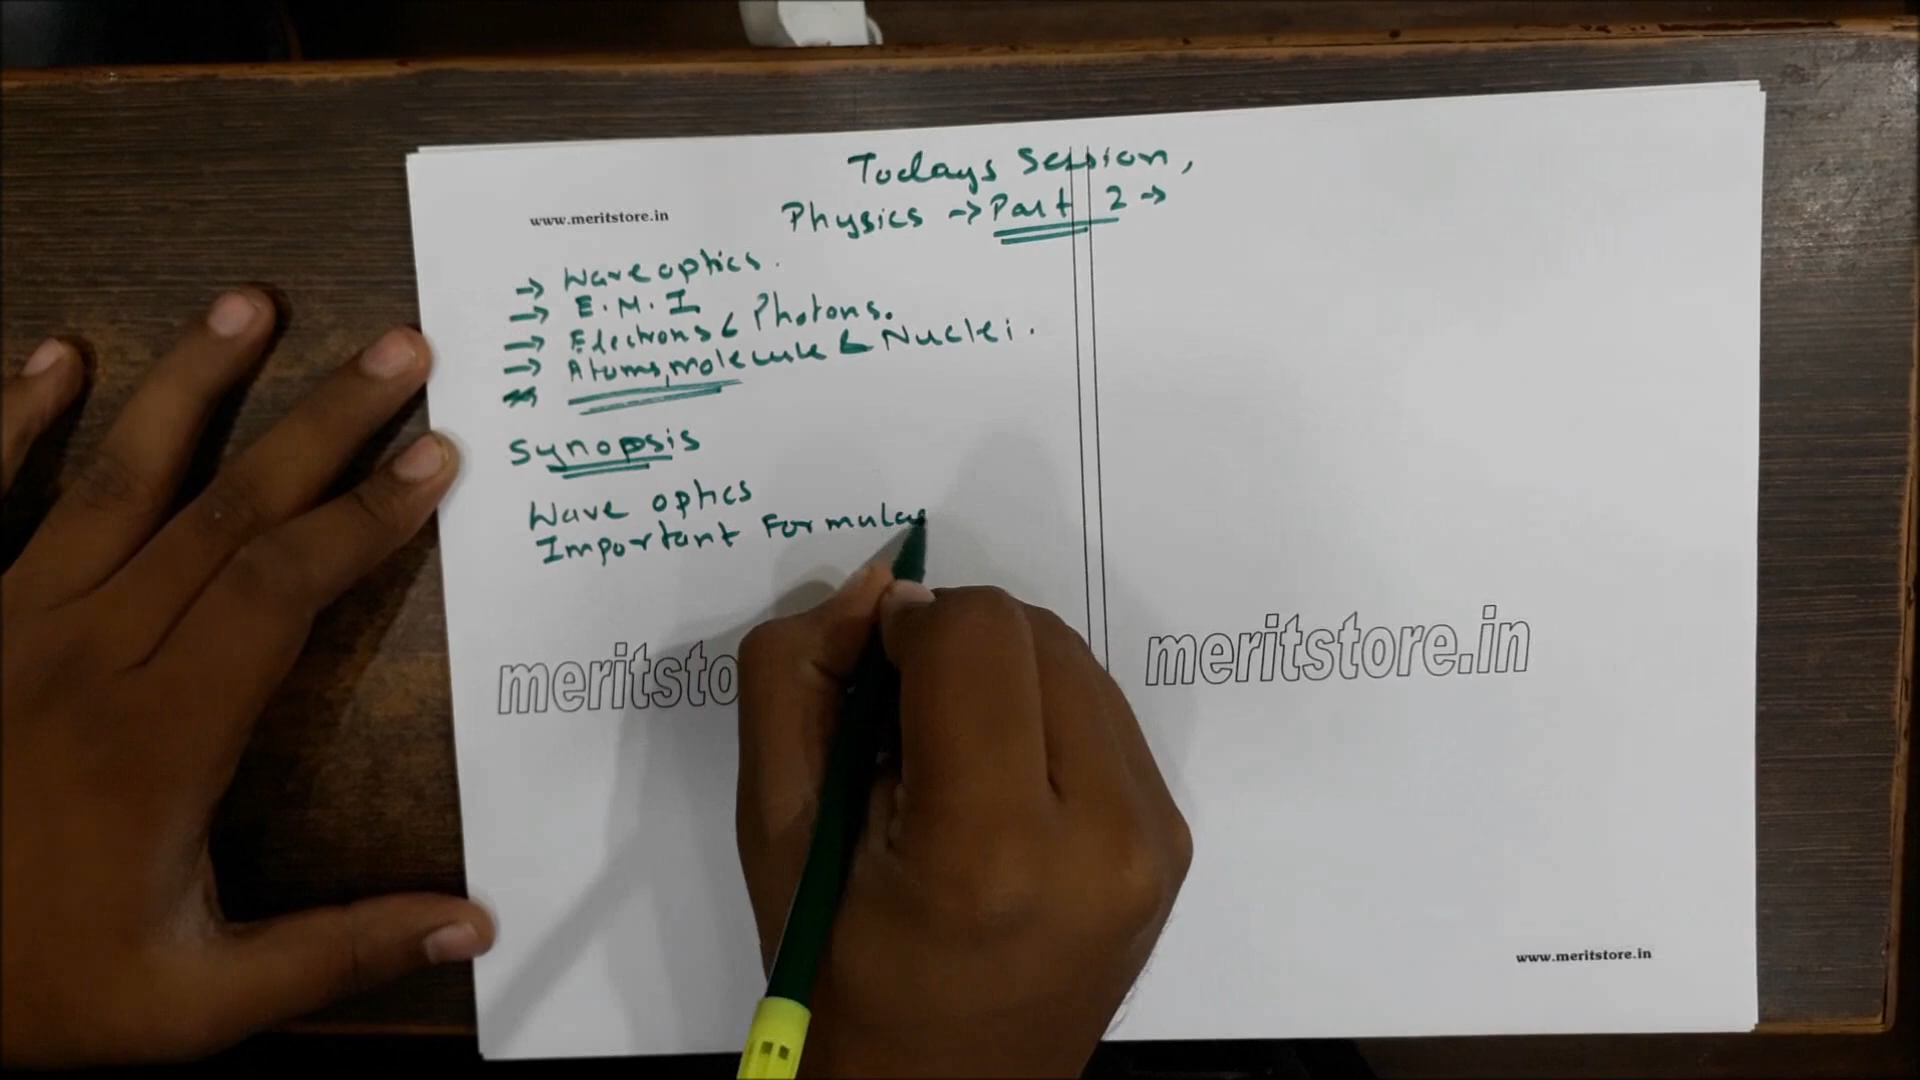 Todays Session,
www.meritstore.in
Physics → Part 2 →
→ Wave optics.
→ E.M.I
→ Electrons & Photons.
→ Atoms, molecule & Nuclei.
Synopsis
Wave optics
Important Formulas
meritsto
meritstore.in
www.meritstore.in